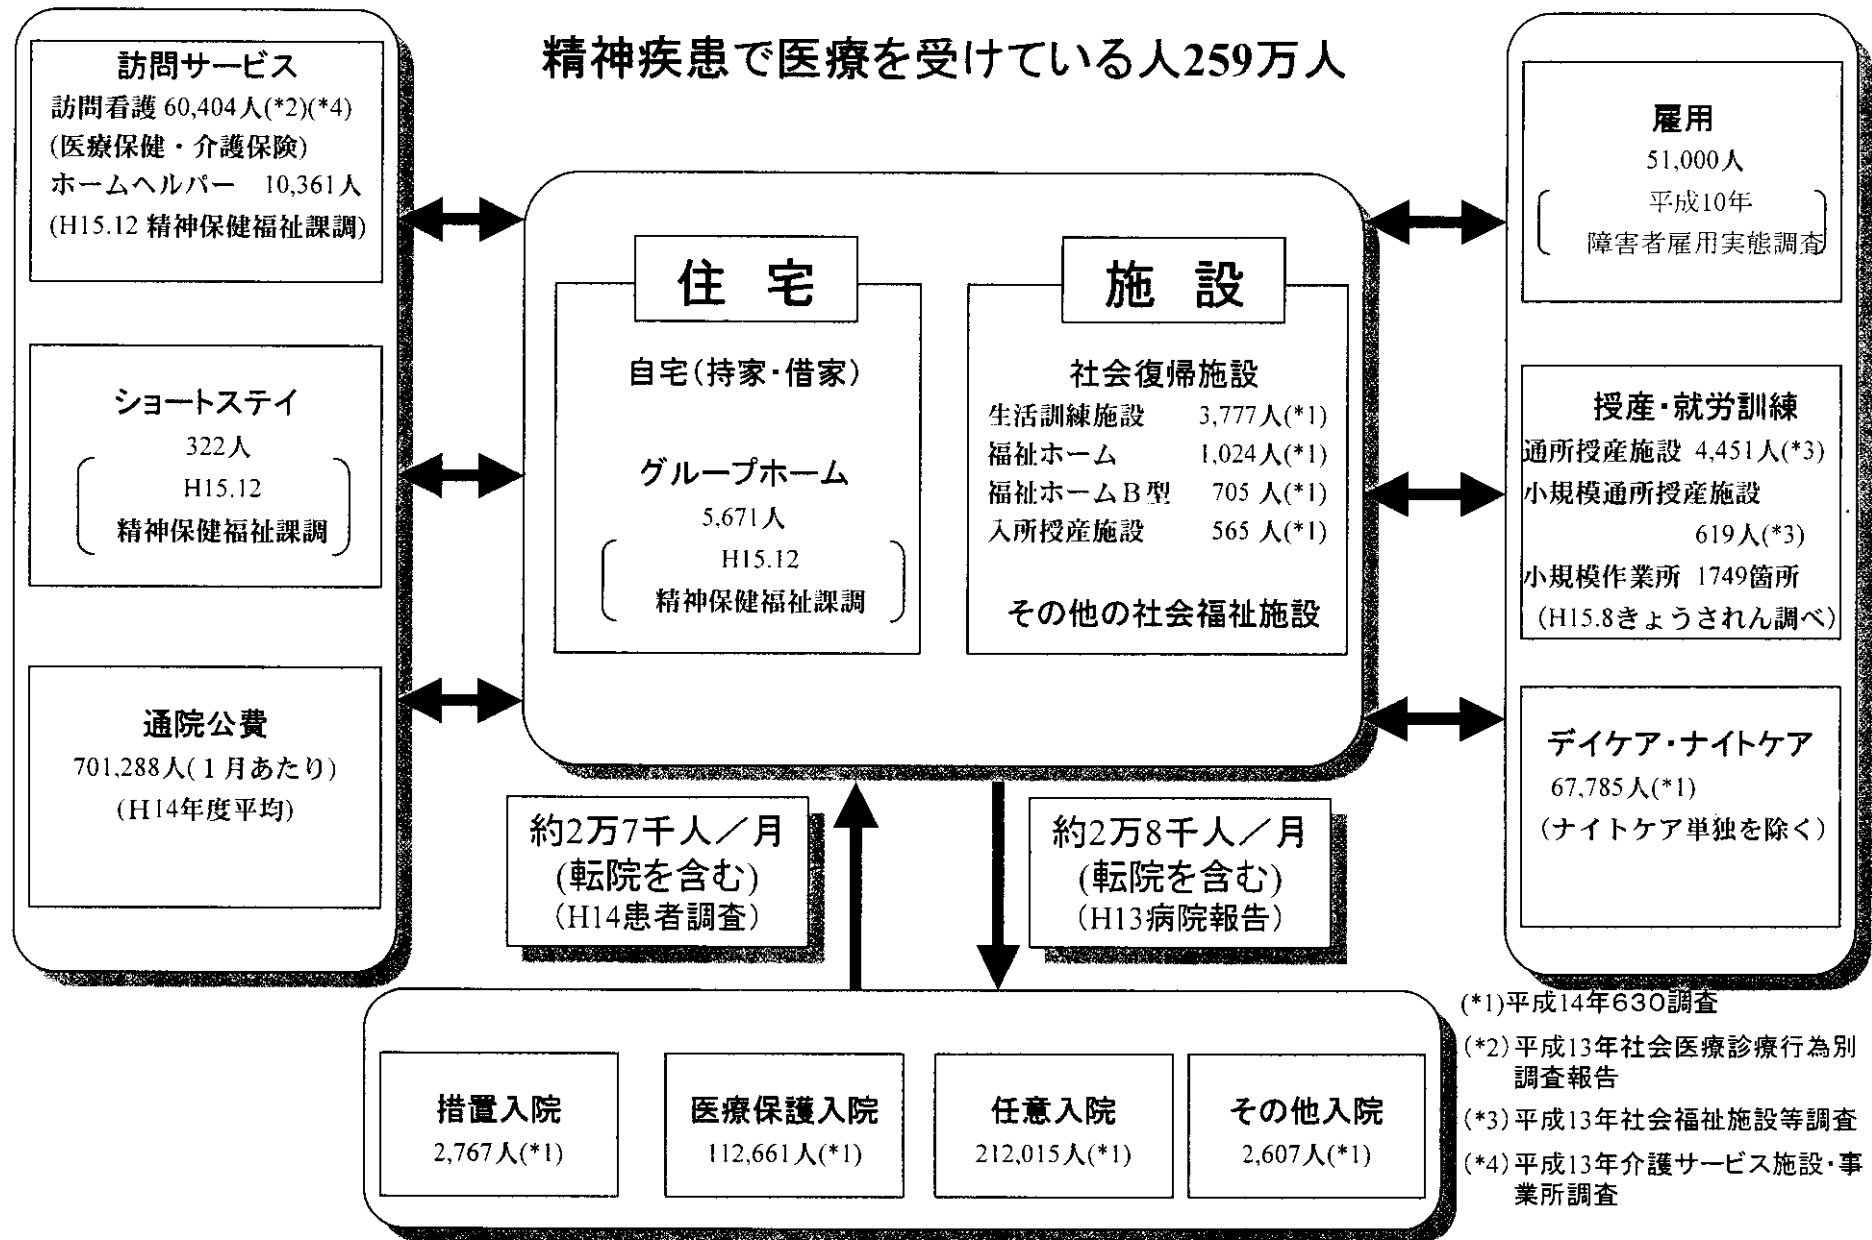 精神疾患で医療を受けている人259万人
訪問サービス
訪問看護 60,404人(*2)(*4)
(医療保健・介護保険)
ホームヘルパー 10,361人
(H15.12 精神保健福祉課調)
ショートステイ
322人
H15.12
精神保健福祉課調
通院公費
701,288人(１月あたり)
(H14年度平均)
住 宅
自宅(持家・借家)
グループホーム
5,671人
H15.12
精神保健福祉課調
施 設
社会復帰施設
生活訓練施設 3,777人(*1)
福祉ホーム 1,024人(*1)
福祉ホームＢ型 705 人(*1)
入所授産施設 565 人(*1)
その他の社会福祉施設
雇用
51,000人
平成10年
障害者雇用実態調査
授産・就労訓練
通所授産施設 4,451人(*3)
小規模通所授産施設
619人(*3)
小規模作業所 1749箇所
(H15.8きょうされん調べ)
デイケア・ナイトケア
67,785人(*1)
(ナイトケア単独を除く)
約2万7千人／月
(転院を含む)
(H14患者調査)
約2万8千人／月
(転院を含む)
(H13病院報告)
措置入院
2,767人(*1)
医療保護入院
112,661人(*1)
任意入院
212,015人(*1)
その他入院
2,607人(*1)
(*1)平成14年630調査
(*2)平成13年社会医療診療行為別
調査報告
(*3)平成13年社会福祉施設等調査
(*4)平成13年介護サービス施設・事
業所調査